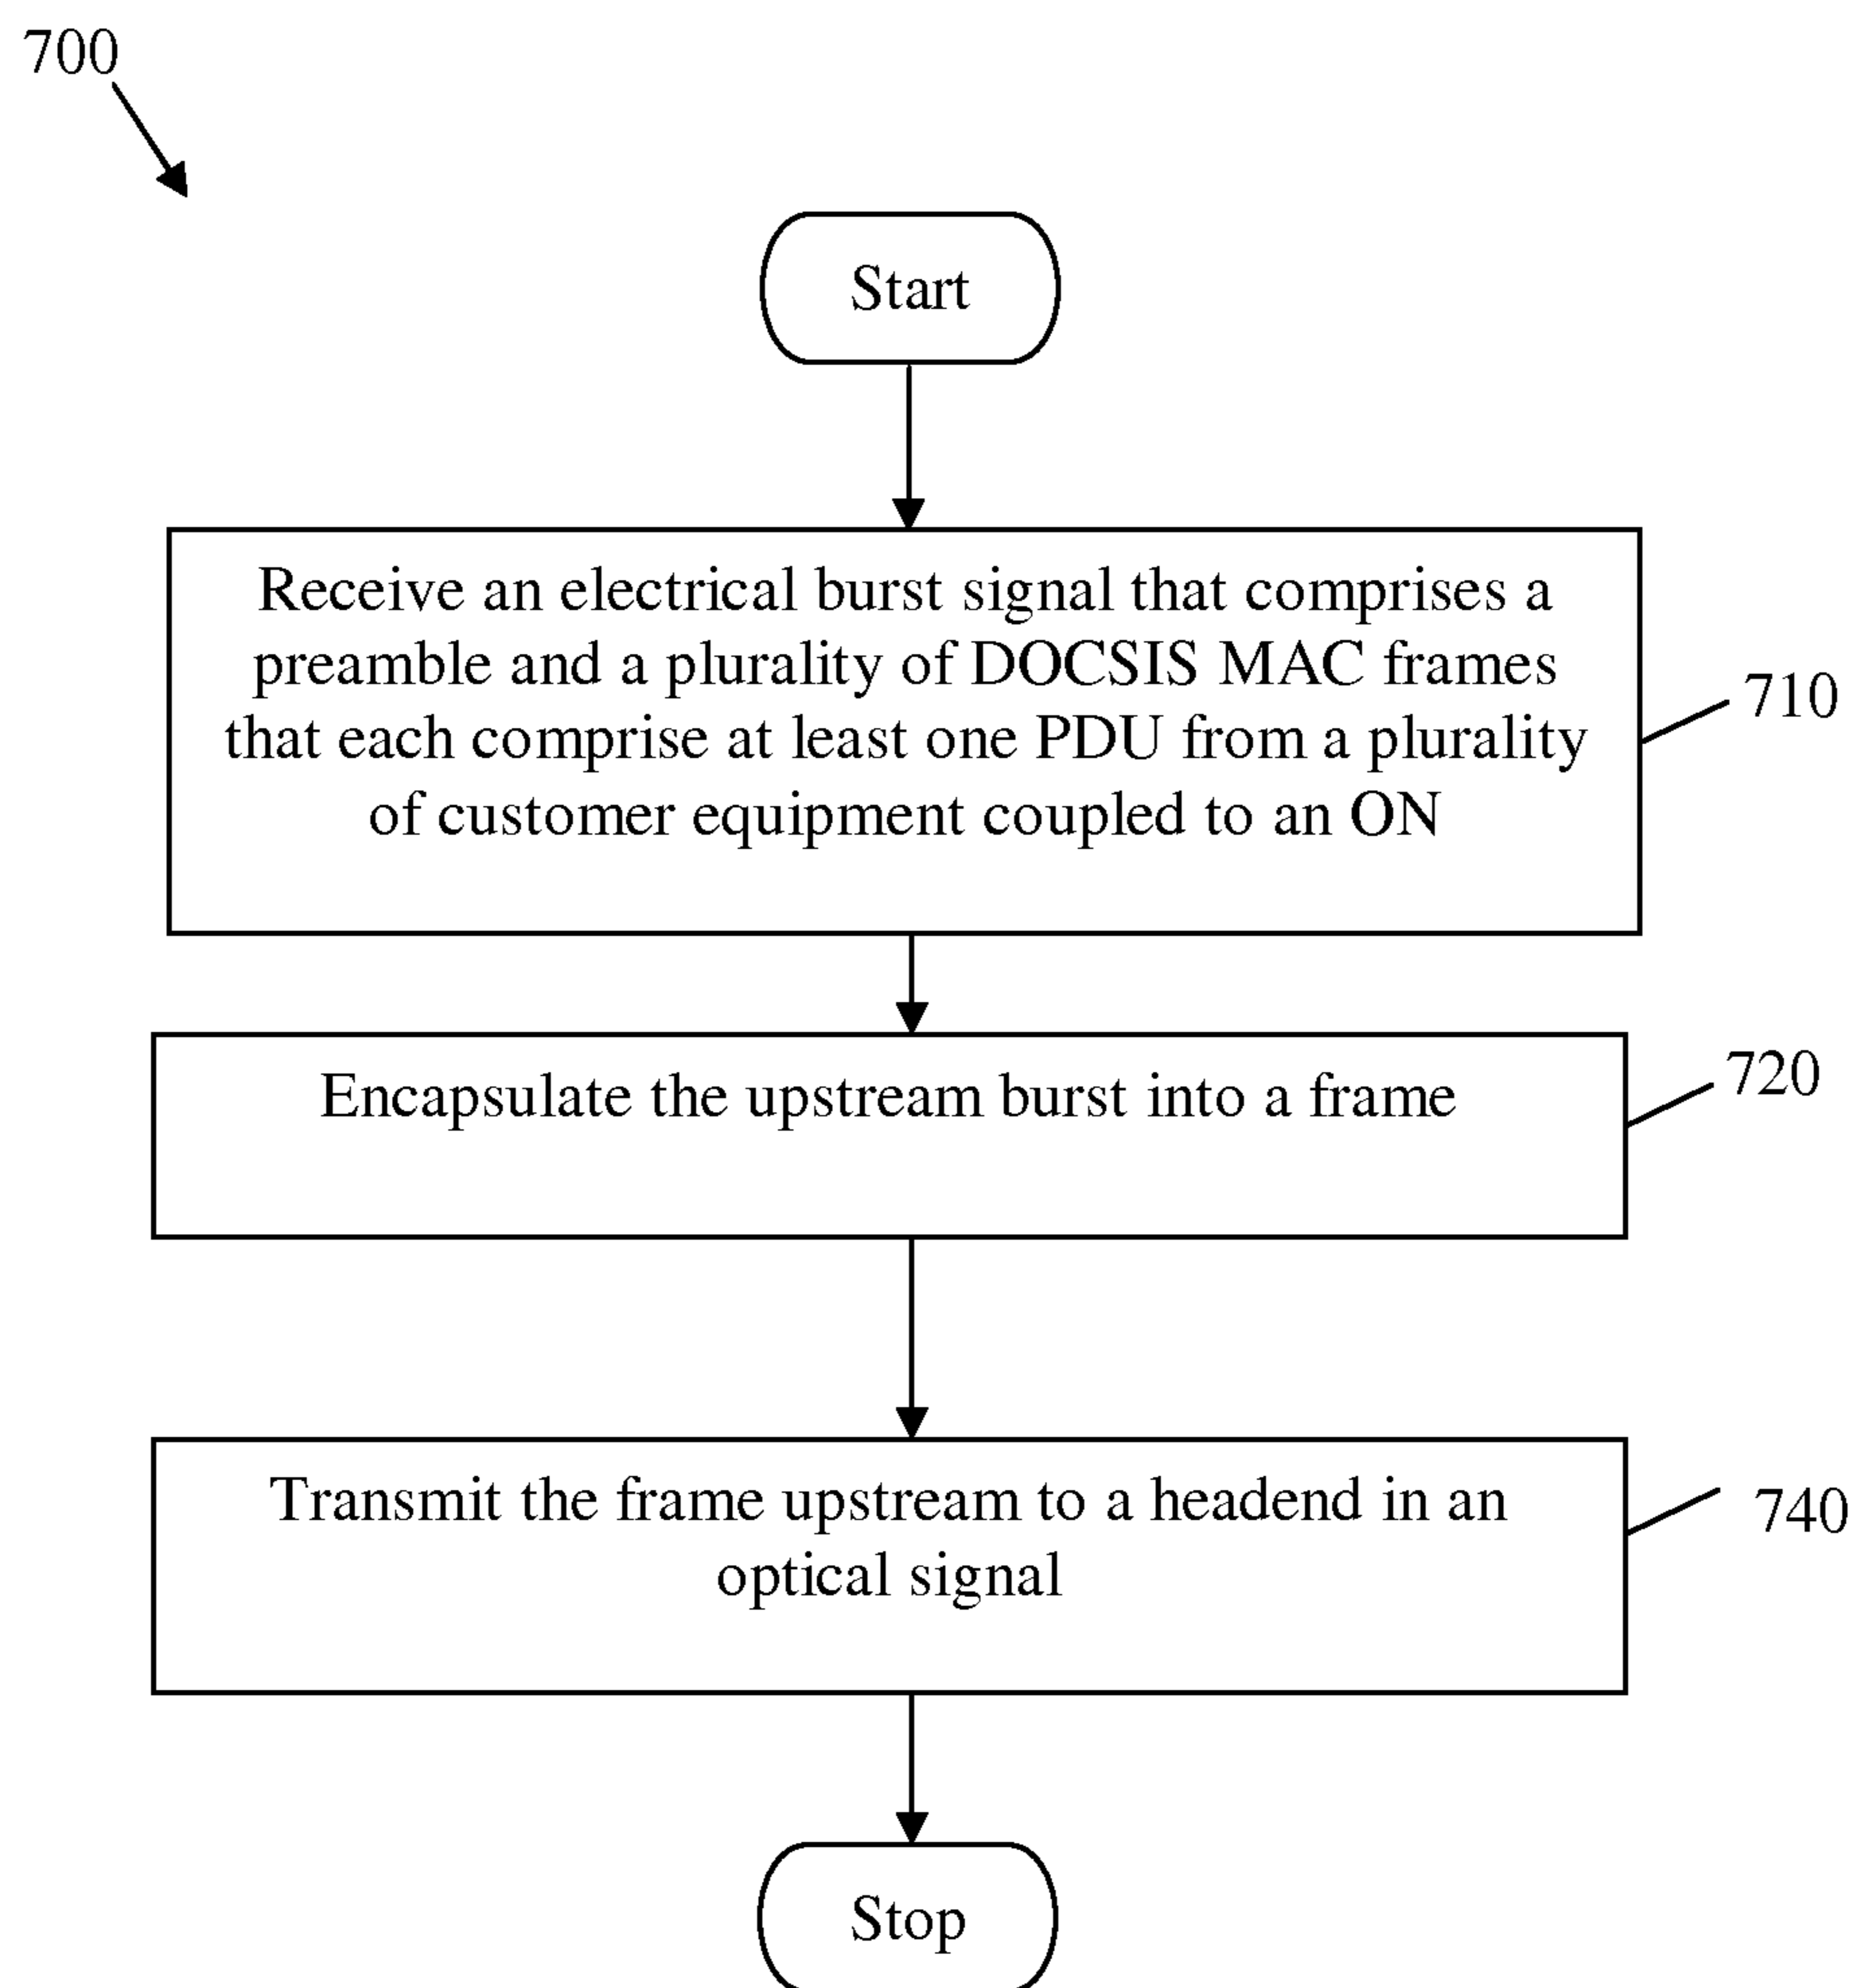 700
Start
Receive an electrical burst signal that comprises a
preamble and a plurality of DOCSIS MAC frames
that each comprise at least one PDU from a plurality
of customer equipment coupled to an ON
710
Encapsulate the upstream burst into a frame
720
Transmit the frame upstream to a headend in an
optical signal
740
Stop